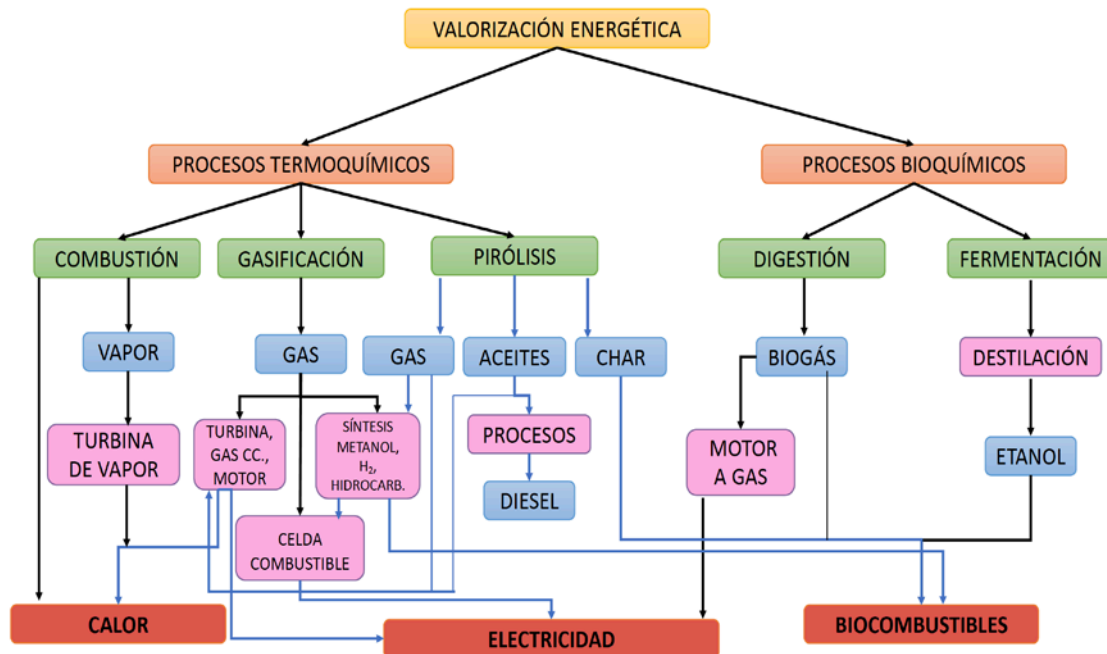 VALORIZACIÓN ENERGÉTICA
PROCESOS TERMOQUÍMICOS
PROCESOS BIOQUÍMICOS
COMBUSTIÓN
GASIFICACIÓN
PIRÓLISIS
DIGESTIÓN
FERMENTACIÓN
VAPOR
GAS
GAS
ACEITES
CHAR
BIOGÁS
DESTILACIÓN
TURBINA
DE VAPOR
TURBINA,
GAS CC.,
MOTOR
SÍNTESIS
METANOL,
H₂,
HIDROCARB.
PROCESOS
MOTOR
A GAS
ETANOL
DIESEL
CELDA
COMBUSTIBLE
CALOR
ELECTRICIDAD
BIOCOMBUSTIBLES